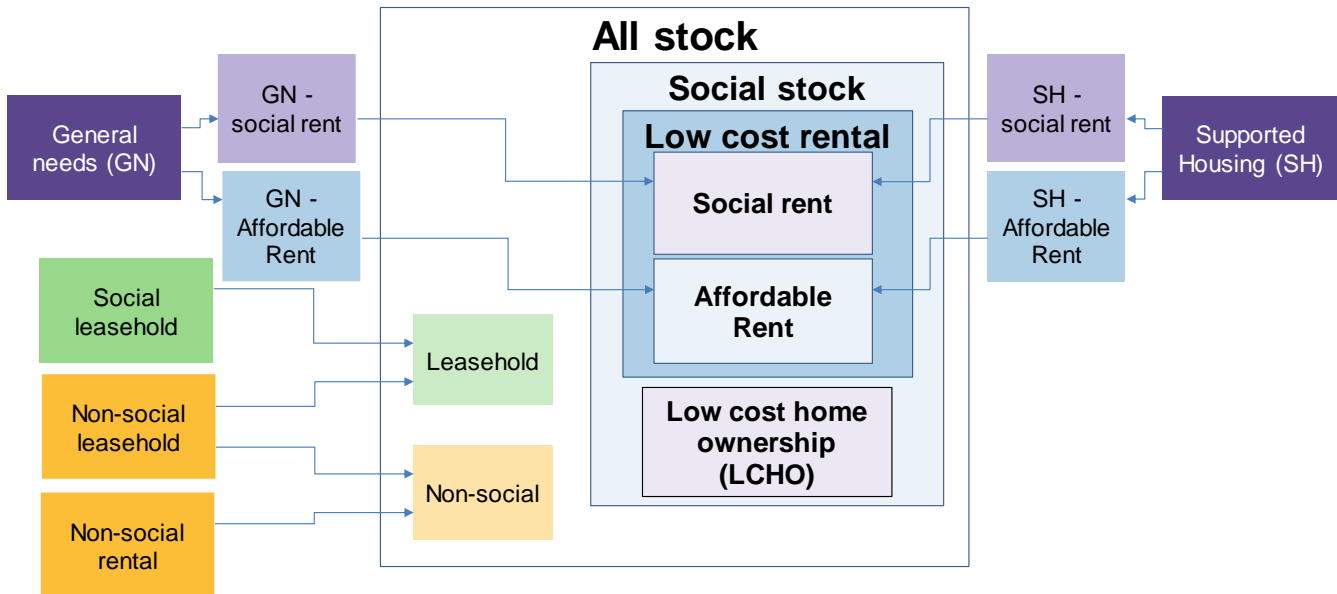 All stock
Social stock
Low cost rental
GN -
social rent
SH -
social rent
General
needs (GN)
Supported
Housing (SH)
Social rent
GN -
Affordable
Rent
SH -
Affordable
Rent
Affordable
Rent
Social
leasehold
Leasehold
Non-social
leasehold
Low cost home
ownership
(LCHO)
Non-social
Non-social
rental